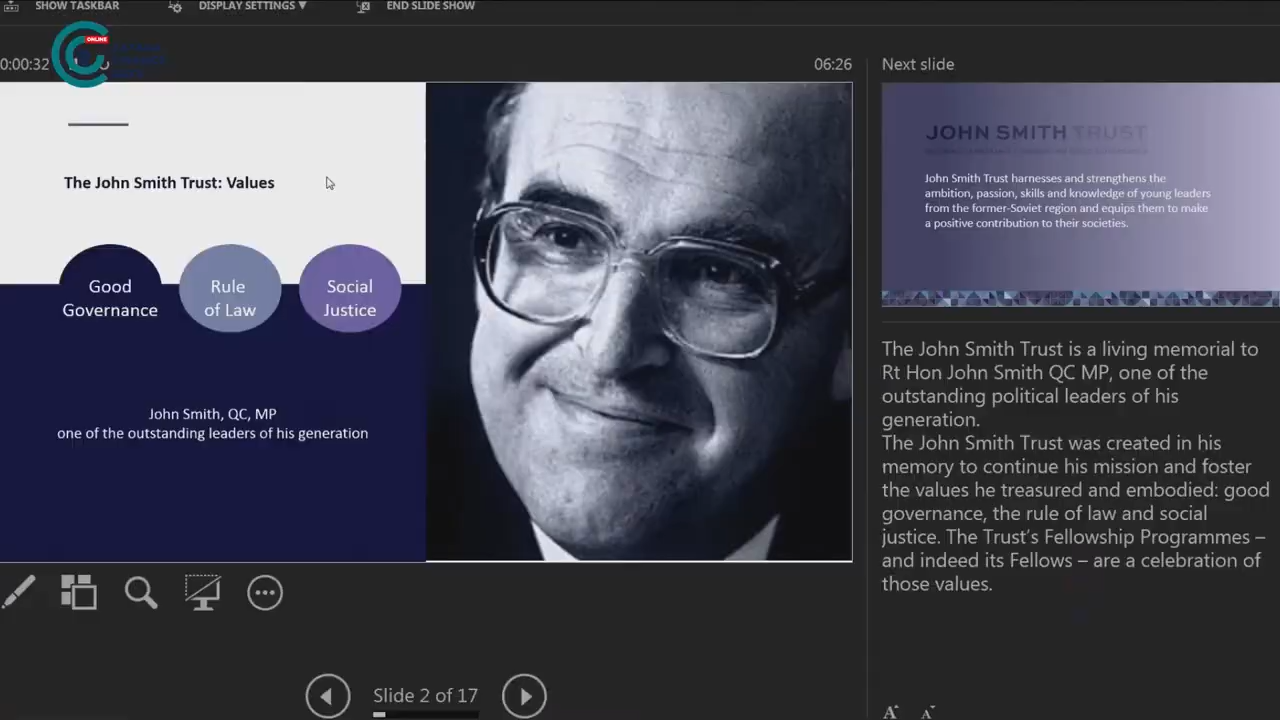 SHOW TASKBAR
DISPLAY SETTINGS ▼
END SLIDE SHOW
ONLINE
0:00:32
06:26
Next slide
The John Smith Trust: Values
Good
Governance
Rule
of Law
Social
Justice
John Smith, QC, MP
one of the outstanding leaders of his generation
JOHN SMITH TRUST
John Smith Trust harnesses and strengthens the
ambition, passion, skills and knowledge of young leaders
from the former-Soviet region and equips them to make
a positive contribution to their societies.
The John Smith Trust is a living memorial to
Rt Hon John Smith QC MP, one of the
outstanding political leaders of his
generation.
The John Smith Trust was created in his
memory to continue his mission and foster
the values he treasured and embodied: good
governance, the rule of law and social
justice. The Trust’s Fellowship Programmes –
and indeed its Fellows – are a celebration of
those values.
Slide 2 of 17
A A